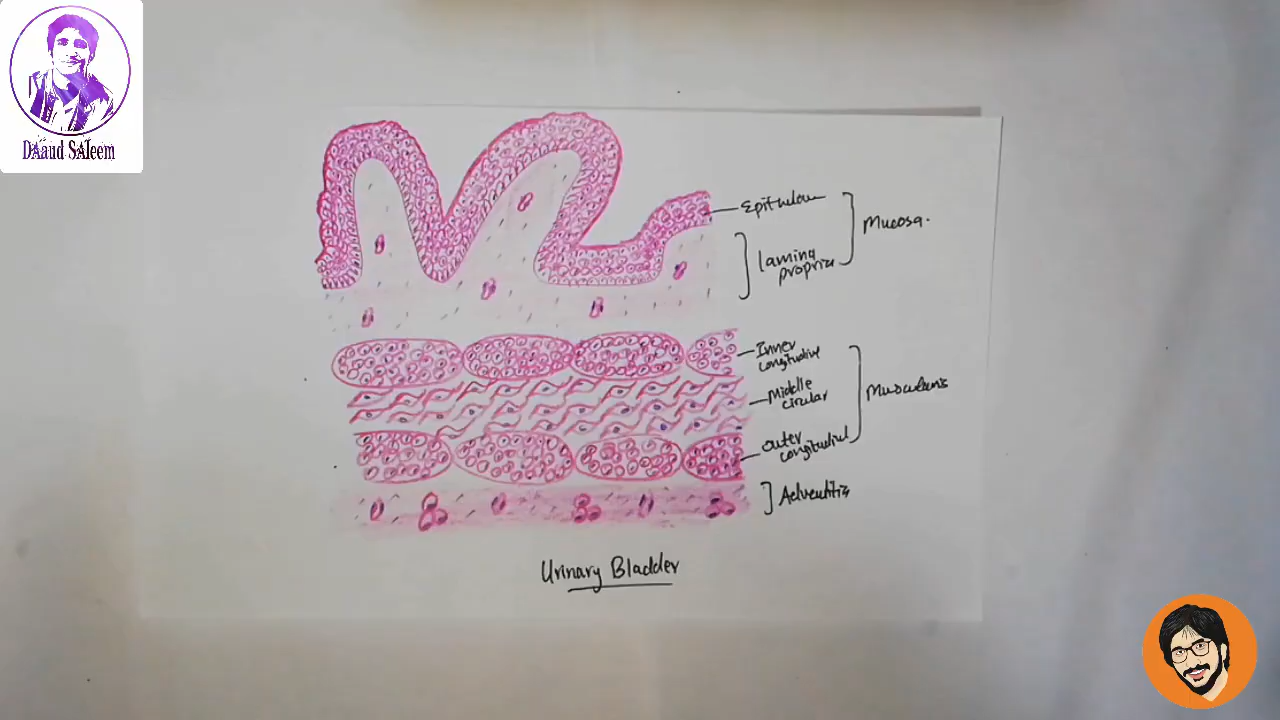 DAaud SAleem
Epithelium
lamina
propria
Mucosa.
Inner
longitudinal
Middle
circular
Outer
longitudinal
Muscularis
Adventitia
Urinary Bladder